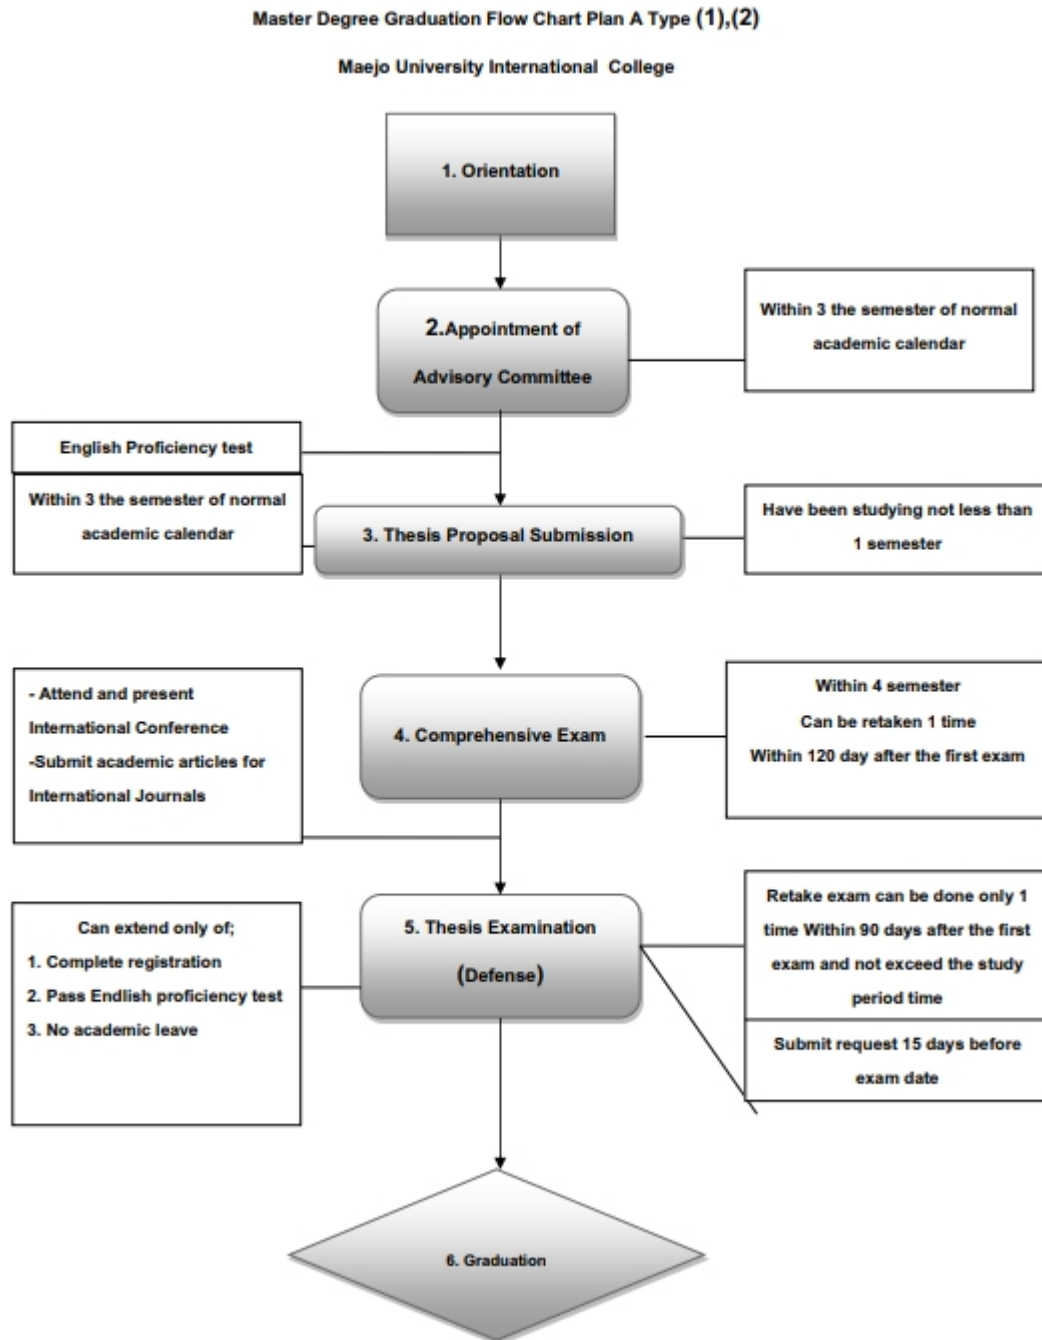 Master Degree Graduation Flow Chart Plan A Type (1),(2)
Maejo University International College
1. Orientation
2.Appointment of
Advisory Committee
Within 3 the semester of normal
academic calendar
English Proficiency test
Within 3 the semester of normal
academic calendar
3. Thesis Proposal Submission
Have been studying not less than
1 semester
- Attend and present
International Conference
-Submit academic articles for
International Journals
4. Comprehensive Exam
Within 4 semester
Can be retaken 1 time
Within 120 day after the first exam
Can extend only of;
1. Complete registration
2. Pass Endlish proficiency test
3. No academic leave
5. Thesis Examination
(Defense)
Retake exam can be done only 1
time Within 90 days after the first
exam and not exceed the study
period time
Submit request 15 days before
exam date
6. Graduation